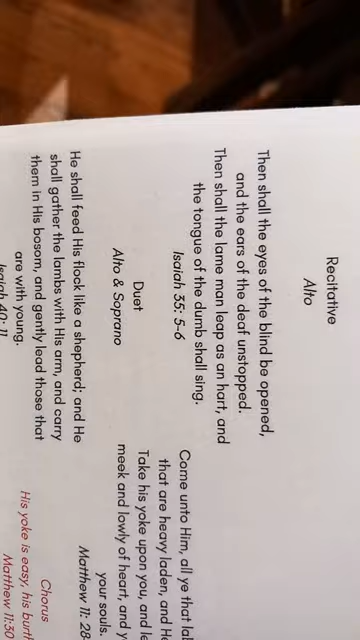 Recitative
Alto
Then shall the eyes of the blind be opened,
and the ears of the deaf unstopped.
Then shall the lame man leap as an hart, and
the tongue of the dumb shall sing.
Isaiah 35: 5-6
Duet
Alto & Soprano
He shall feed His flock like a shepherd; and He
shall gather the lambs with His arm, and carry
them in His bosom, and gently lead those that
are with young.
Isaiah 40: 11
Come unto Him, all ye that
that are heavy laden, and
Take his yoke upon you, and
meek and lowly of heart, and
your souls.
Matthew 11: 28-
Chorus
His yoke is easy, his
Matthew 11:30